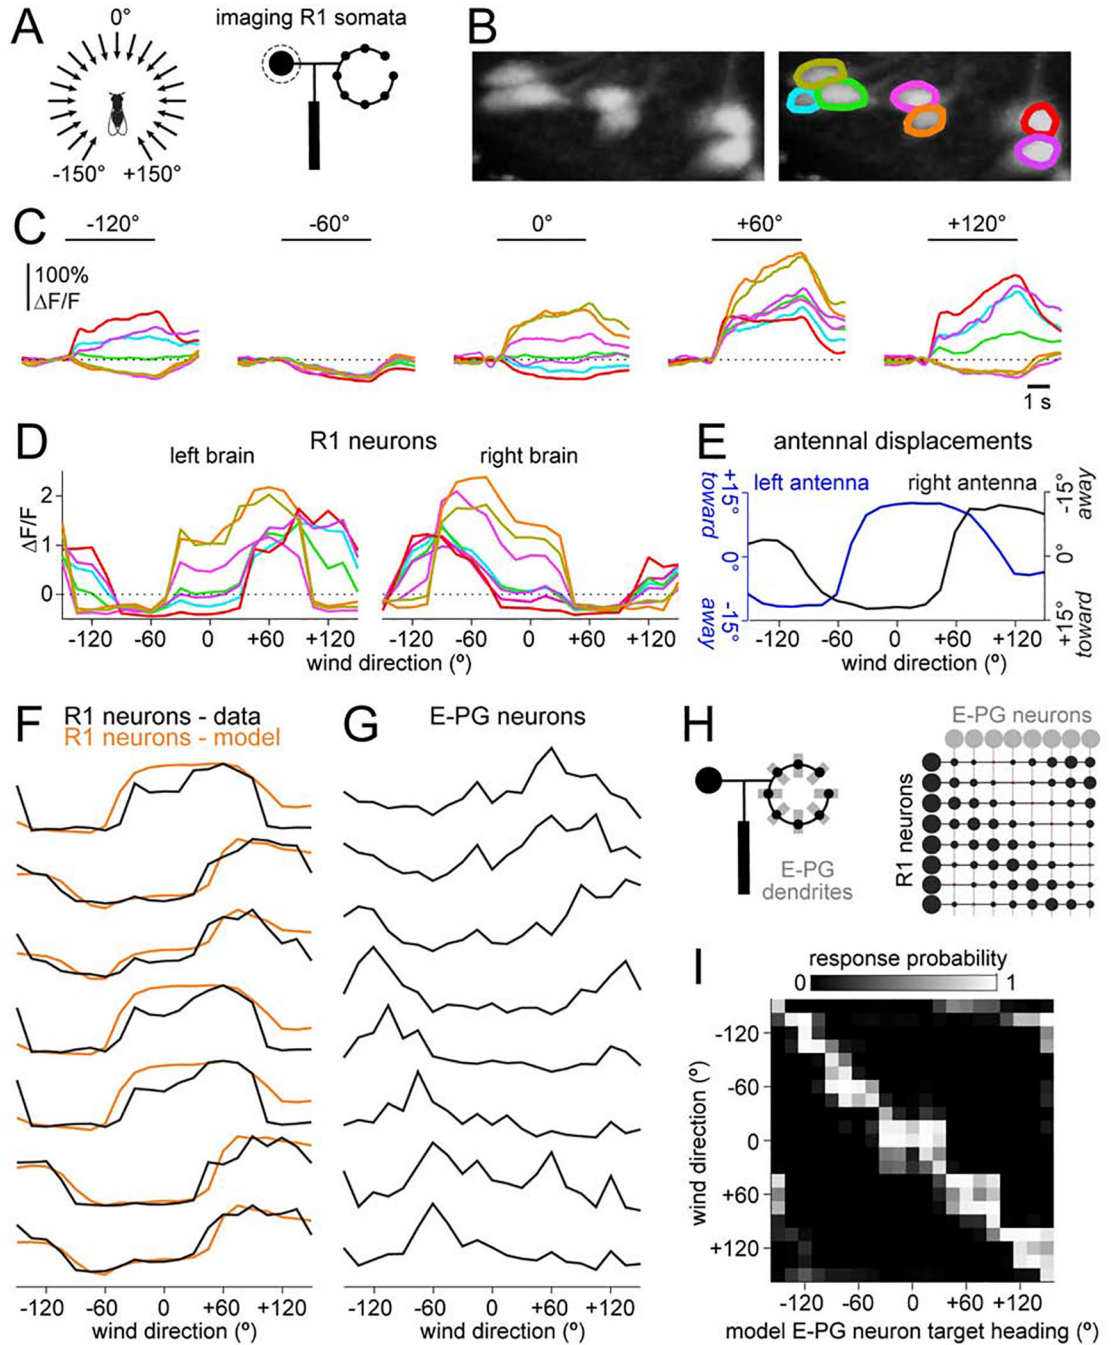 A
0°
-150° +150°
imaging R1 somata
B
C
-120°
-60°
0°
+60°
+120°
100%
ΔF/F
1 s
D
R1 neurons
left brain
right brain
ΔF/F
2
1
0
-120 -60 0 +60 +120
-120 -60 0 +60 +120
wind direction (º)
E
antennal displacements
left antenna
right antenna
toward
away
+15°
0°
-15°
-15°
0°
+15°
away
toward
-120 -60 0 +60 +120
wind direction (º)
F
R1 neurons - data
R1 neurons - model
-120 -60 0 +60 +120
wind direction (º)
G
E-PG neurons
-120 -60 0 +60 +120
wind direction (º)
H
E-PG
dendrites
E-PG neurons
R1 neurons
I
response probability
0 1
wind direction (º)
-120
-60
0
+60
+120
-120 -60 0 +60 +120
model E-PG neuron target heading (º)